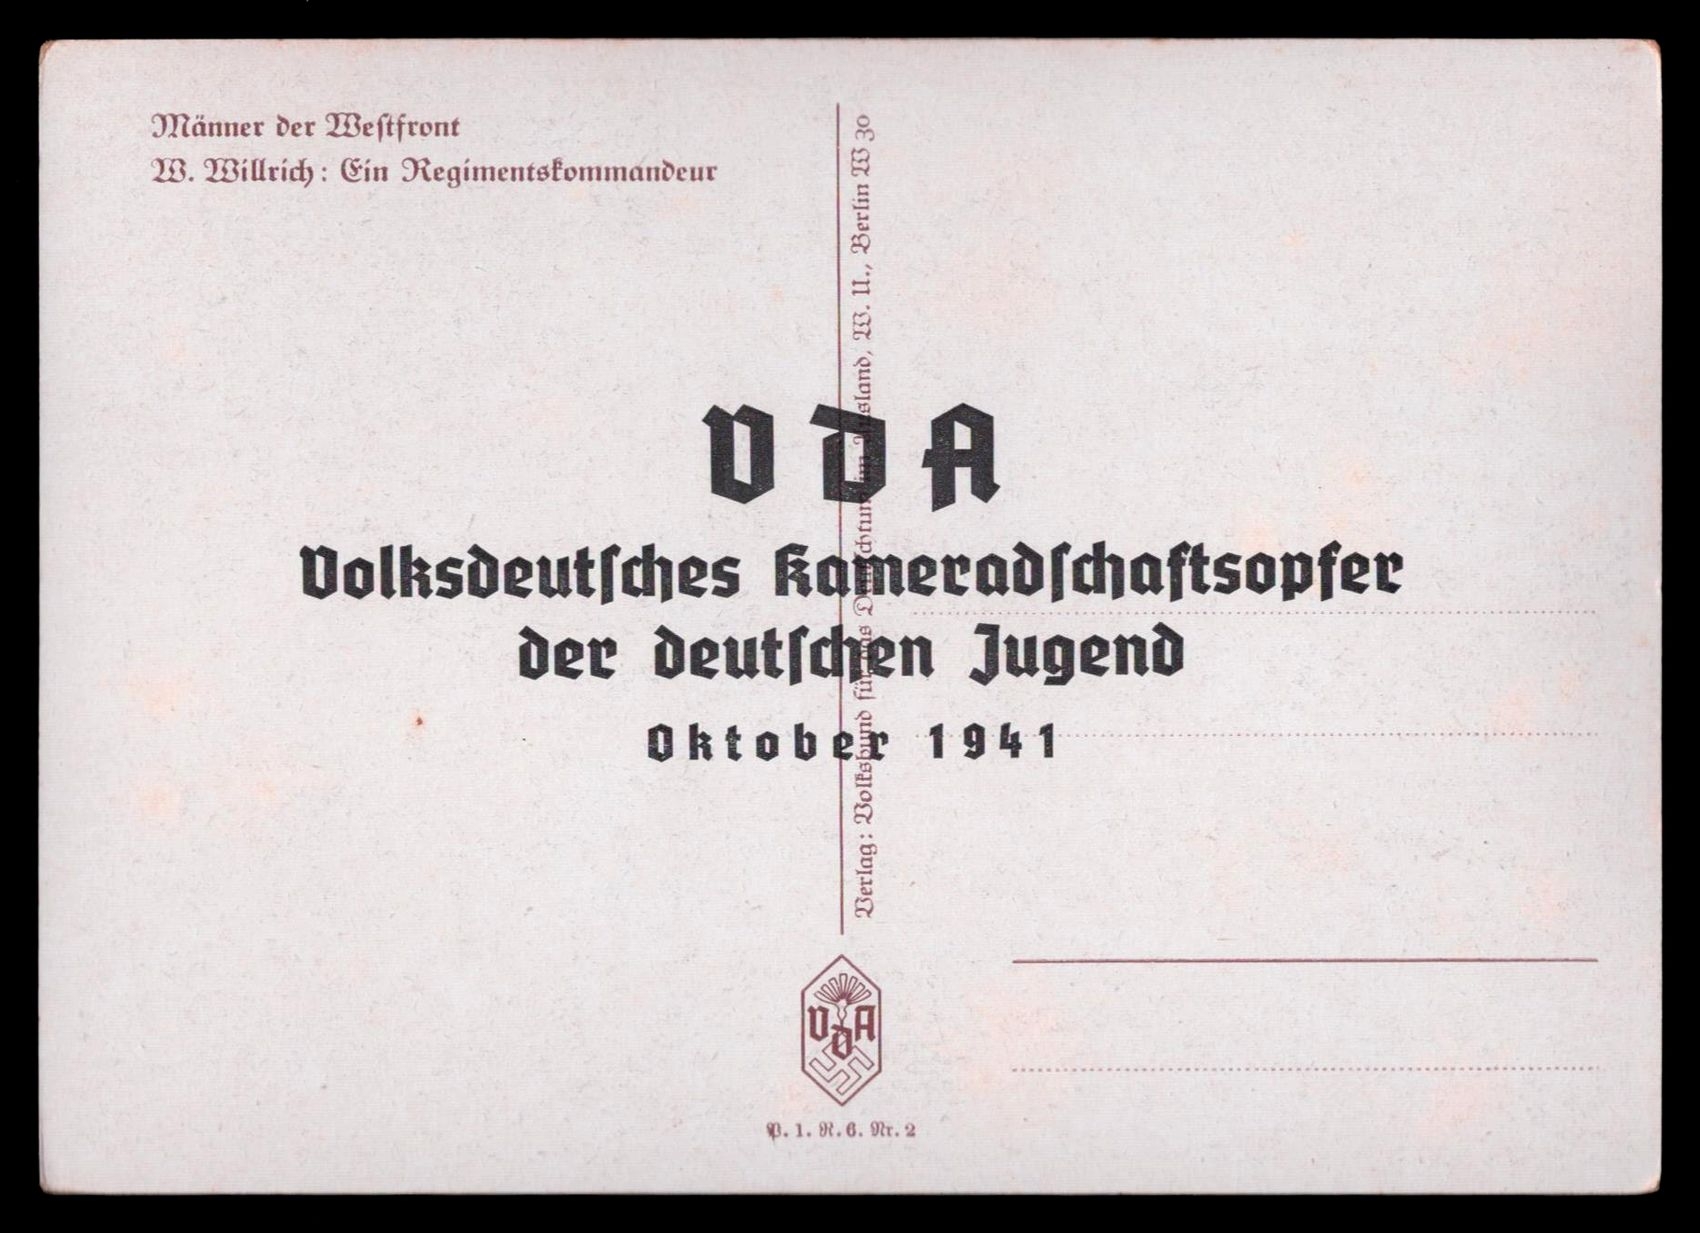 Männer der Weſtfront
W. Willrich: Ein Regimentskommandeur
Verlag: Volksbund für das Deutſchtum im Ausland, W. U., Berlin W 30
VDA
Volksdeutſches Kameradſchaftsopfer
der deutſchen Jugend
Oktober 1941
VDA
P. 1. R. 6. Nr. 2